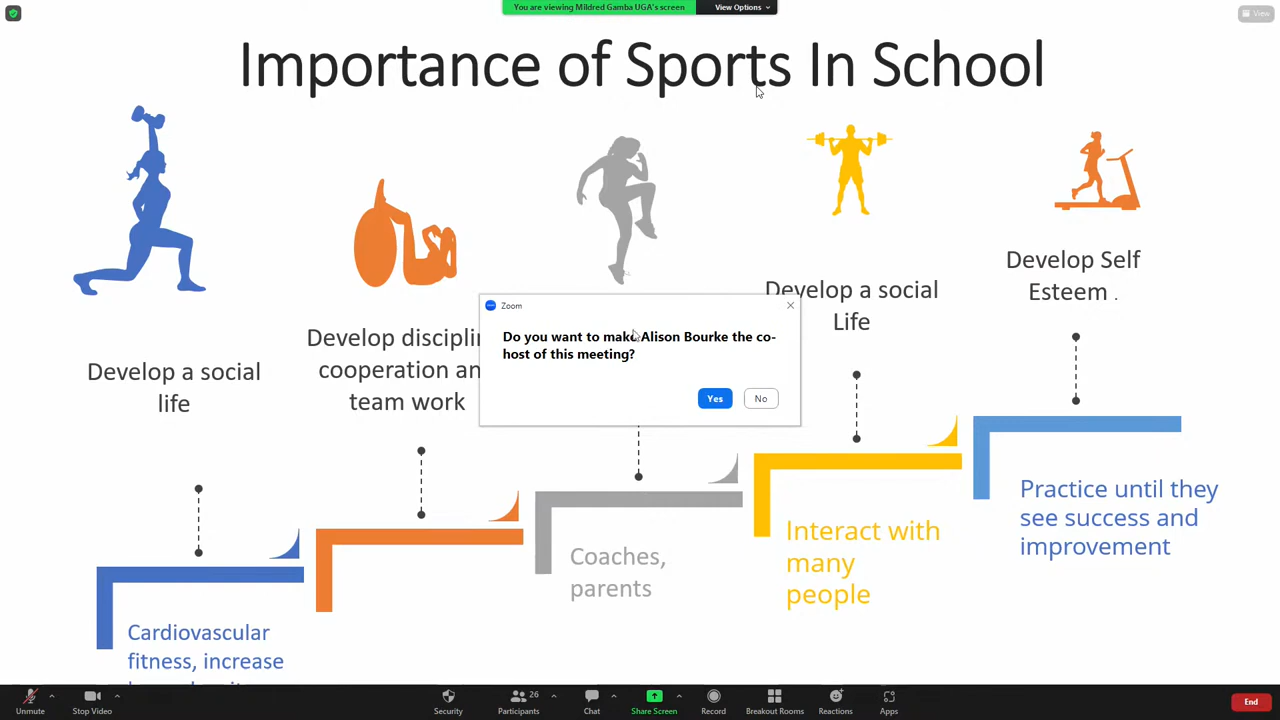 You are viewing Mildred Gamba UGA's screen
View Options
View
Importance of Sports In School
Develop a social
life
Develop
cooperation
team work
Develop a social
Life
Develop Self
Esteem .
Zoom
Do you want to make Alison Bourke the co-
host of this meeting?
Yes
No
Cardiovascular
fitness, increase
Coaches,
parents
Interact with
many
people
Practice until they
see success and
improvement
Unmute
Stop Video
Security
26
Participants
Chat
Share Screen
Record
Breakout Rooms
Reactions
Apps
End